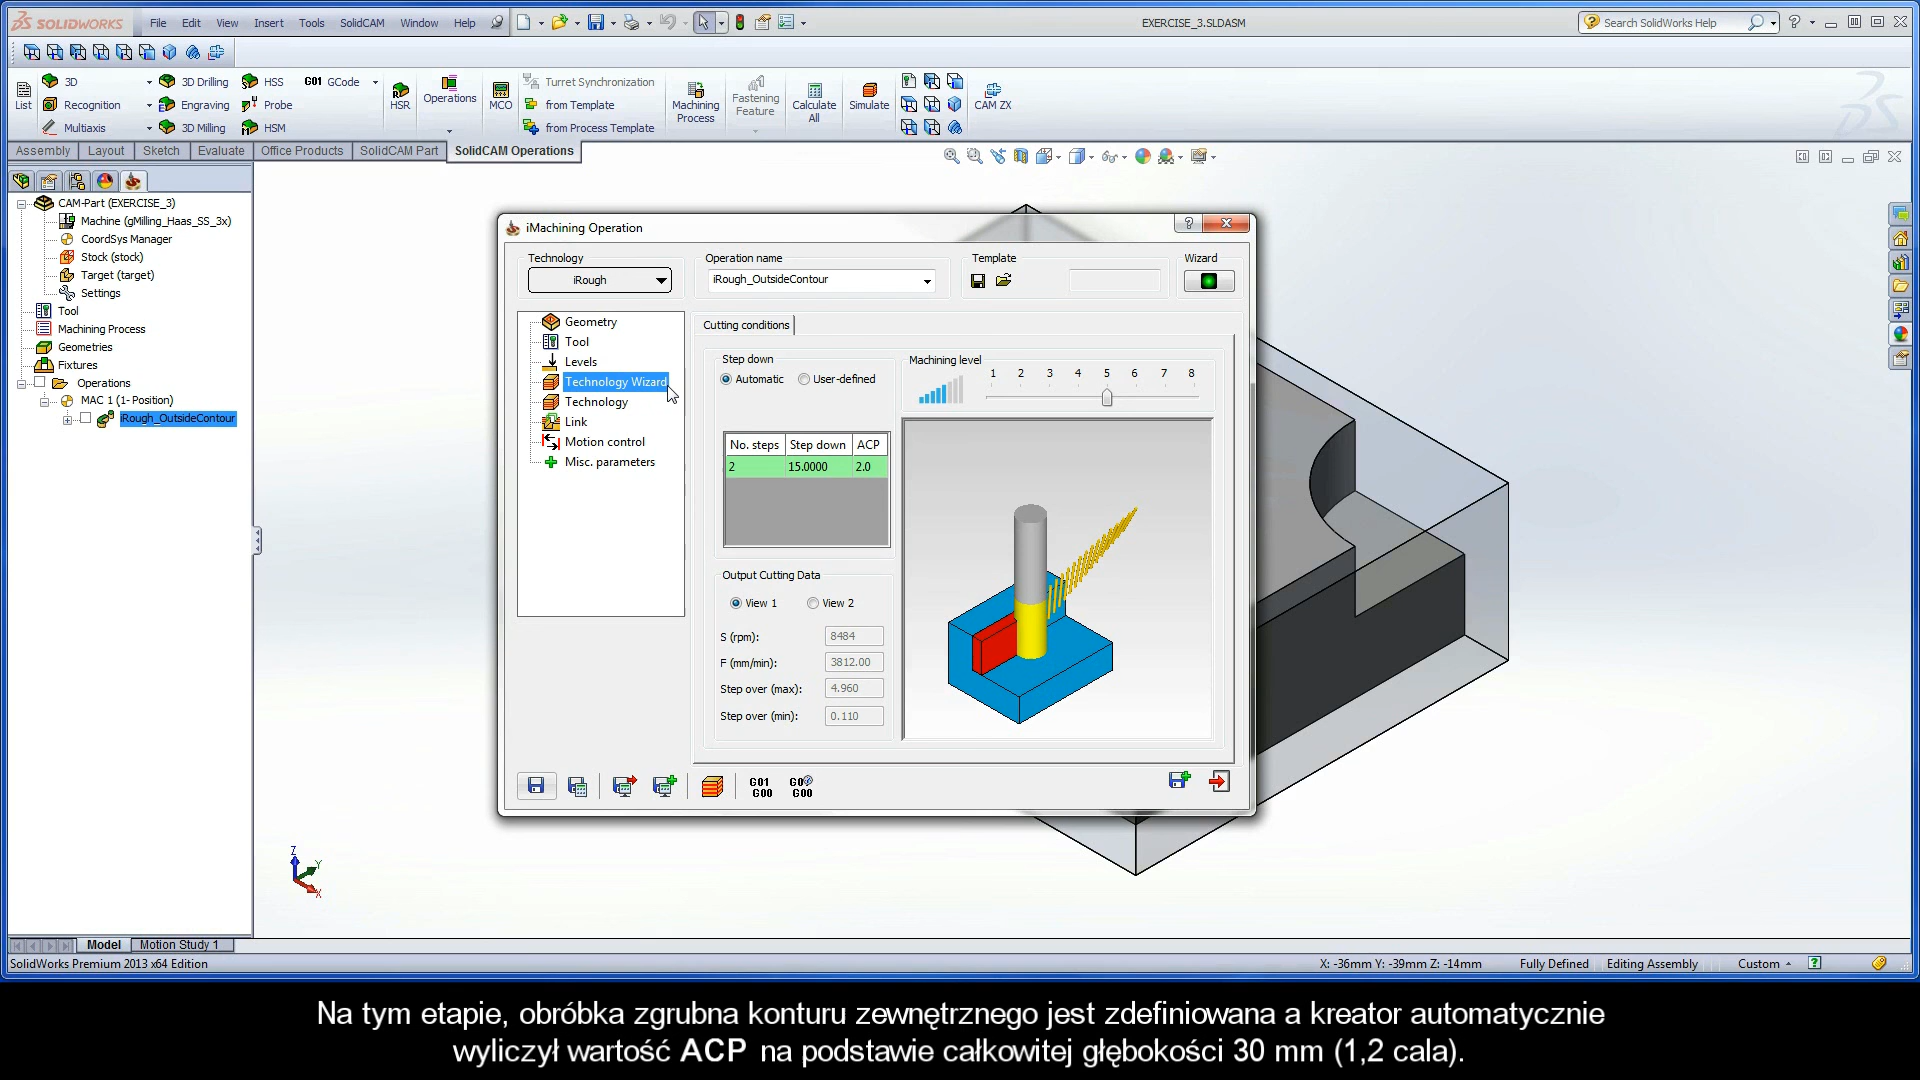 SOLIDWORKS File Edit View Insert Tools SolidCAM Window Help EXERCISE_3.SLDASM Search SolidWorks Help
3D 3D Drilling HSS G01 GCode Turret Synchronization
List Recognition Engraving Probe HSR Operations MCO from Template Machining Process Fastening Feature Calculate All Simulate CAM ZX
Multiaxis 3D Milling HSM from Process Template
Assembly Layout Sketch Evaluate Office Products SolidCAM Part SolidCAM Operations
CAM-Part (EXERCISE_3)
Machine (gMilling_Haas_SS_3x)
CoordSys Manager
Stock (stock)
Target (target)
Settings
Tool
Machining Process
Geometries
Fixtures
Operations
MAC 1 (1- Position)
iRough_OutsideContour
iMachining Operation
Technology Operation name Template Wizard
iRough iRough_OutsideContour
Geometry
Tool
Levels
Technology Wizard
Technology
Link
Motion control
Misc. parameters
Cutting conditions
Step down
Automatic User-defined
Machining level
1 2 3 4 5 6 7 8
No. steps Step down ACP
2 15.0000 2.0
Output Cutting Data
View 1 View 2
S (rpm): 8484
F (mm/min): 3812.00
Step over (max): 4.960
Step over (min): 0.110
G01 G00
G00
Z Y X
Model Motion Study 1
SolidWorks Premium 2013 x64 Edition X: -36mm Y: -39mm Z: -14mm Fully Defined Editing Assembly Custom
Na tym etapie, obróbka zgrubna konturu zewnętrznego jest zdefiniowana a kreator automatycznie
wyliczył wartość ACP na podstawie całkowitej głębokości 30 mm (1,2 cala).